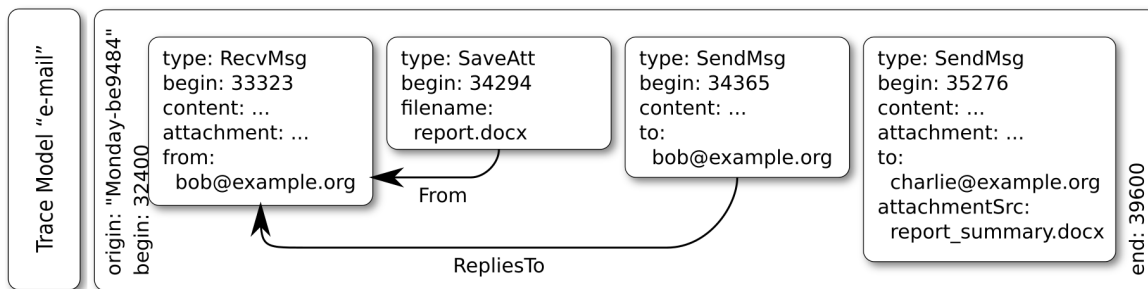 Trace Model “e-mail”
origin: "Monday-be9484"
begin: 32400
type: RecvMsg
begin: 33323
content: ...
attachment: ...
from:
bob@example.org
type: SaveAtt
begin: 34294
filename:
report.docx
type: SendMsg
begin: 34365
content: ...
to:
bob@example.org
type: SendMsg
begin: 35276
content: ...
attachment: ...
to:
charlie@example.org
attachmentSrc:
report_summary.docx
end: 39600
From
RepliesTo